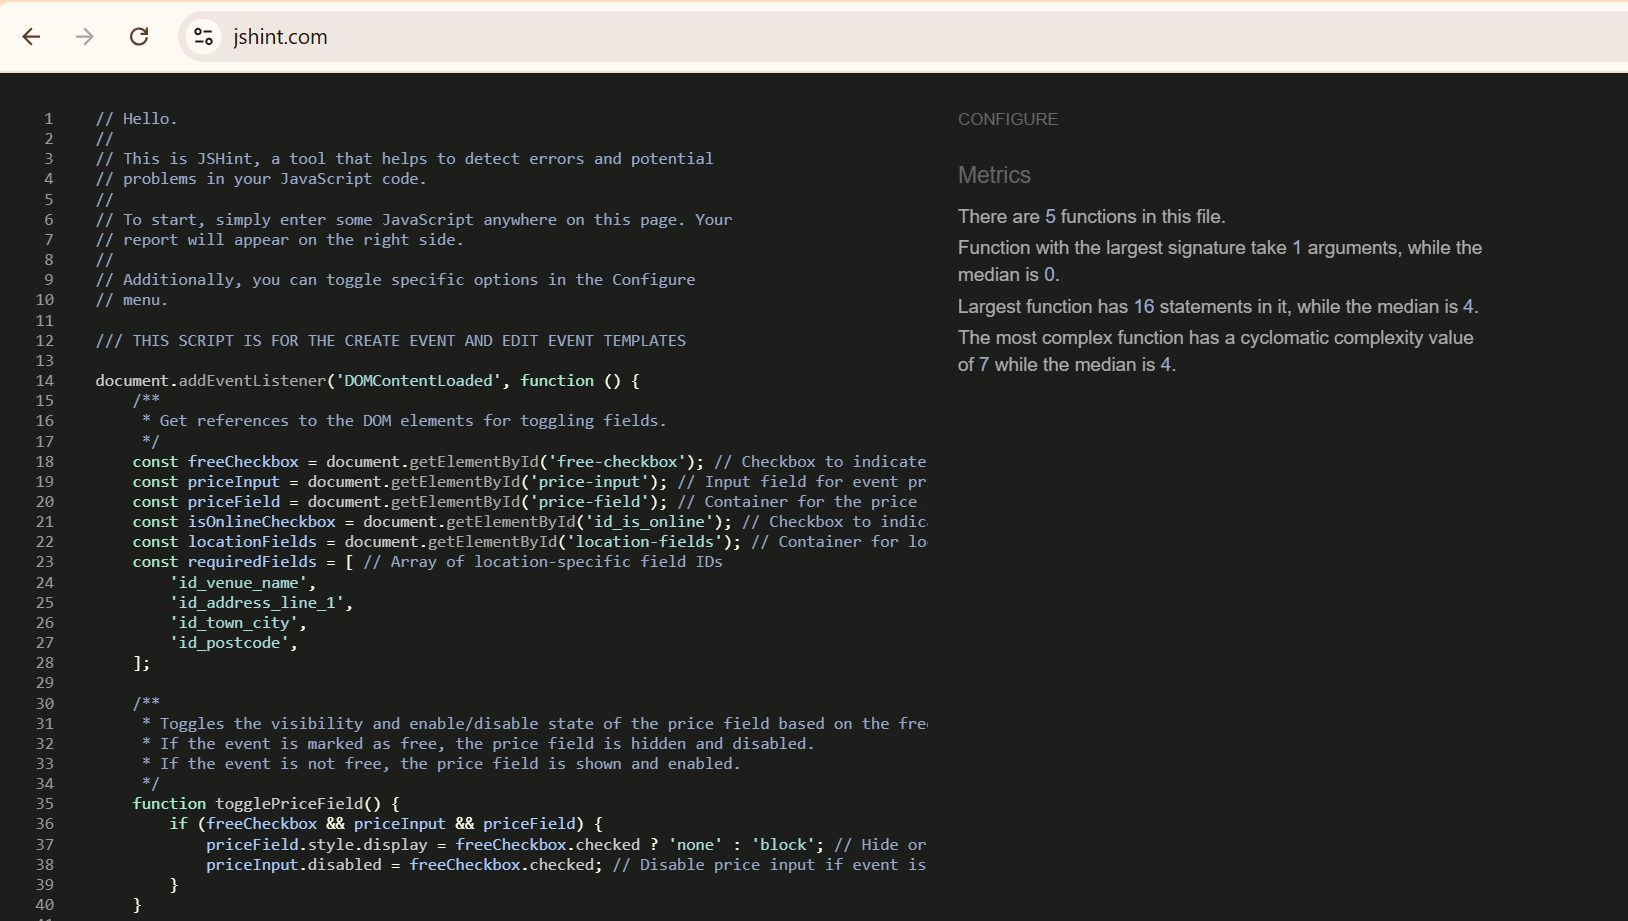 jshint.com
1 // Hello.
2 //
3 // This is JSHint, a tool that helps to detect errors and potential
4 // problems in your JavaScript code.
5 //
6 // To start, simply enter some JavaScript anywhere on this page. Your
7 // report will appear on the right side.
8 //
9 // Additionally, you can toggle specific options in the Configure
10 // menu.
11
12 /// THIS SCRIPT IS FOR THE CREATE EVENT AND EDIT EVENT TEMPLATES
13
14 document.addEventListener('DOMContentLoaded', function () {
15 /**
16 * Get references to the DOM elements for toggling fields.
17 */
18 const freeCheckbox = document.getElementById('free-checkbox'); // Checkbox to indicate
19 const priceInput = document.getElementById('price-input'); // Input field for event pr
20 const priceField = document.getElementById('price-field'); // Container for the price
21 const isOnlineCheckbox = document.getElementById('id_is_online'); // Checkbox to indic
22 const locationFields = document.getElementById('location-fields'); // Container for lo
23 const requiredFields = [ // Array of location-specific field IDs
24 'id_venue_name',
25 'id_address_line_1',
26 'id_town_city',
27 'id_postcode',
28 ];
29
30 /**
31 * Toggles the visibility and enable/disable state of the price field based on the fre
32 * If the event is marked as free, the price field is hidden and disabled.
33 * If the event is not free, the price field is shown and enabled.
34 */
35 function togglePriceField() {
36 if (freeCheckbox && priceInput && priceField) {
37 priceField.style.display = freeCheckbox.checked ? 'none' : 'block'; // Hide or
38 priceInput.disabled = freeCheckbox.checked; // Disable price input if event is
39 }
40 }
CONFIGURE
Metrics
There are 5 functions in this file.
Function with the largest signature take 1 arguments, while the
median is 0.
Largest function has 16 statements in it, while the median is 4.
The most complex function has a cyclomatic complexity value
of 7 while the median is 4.